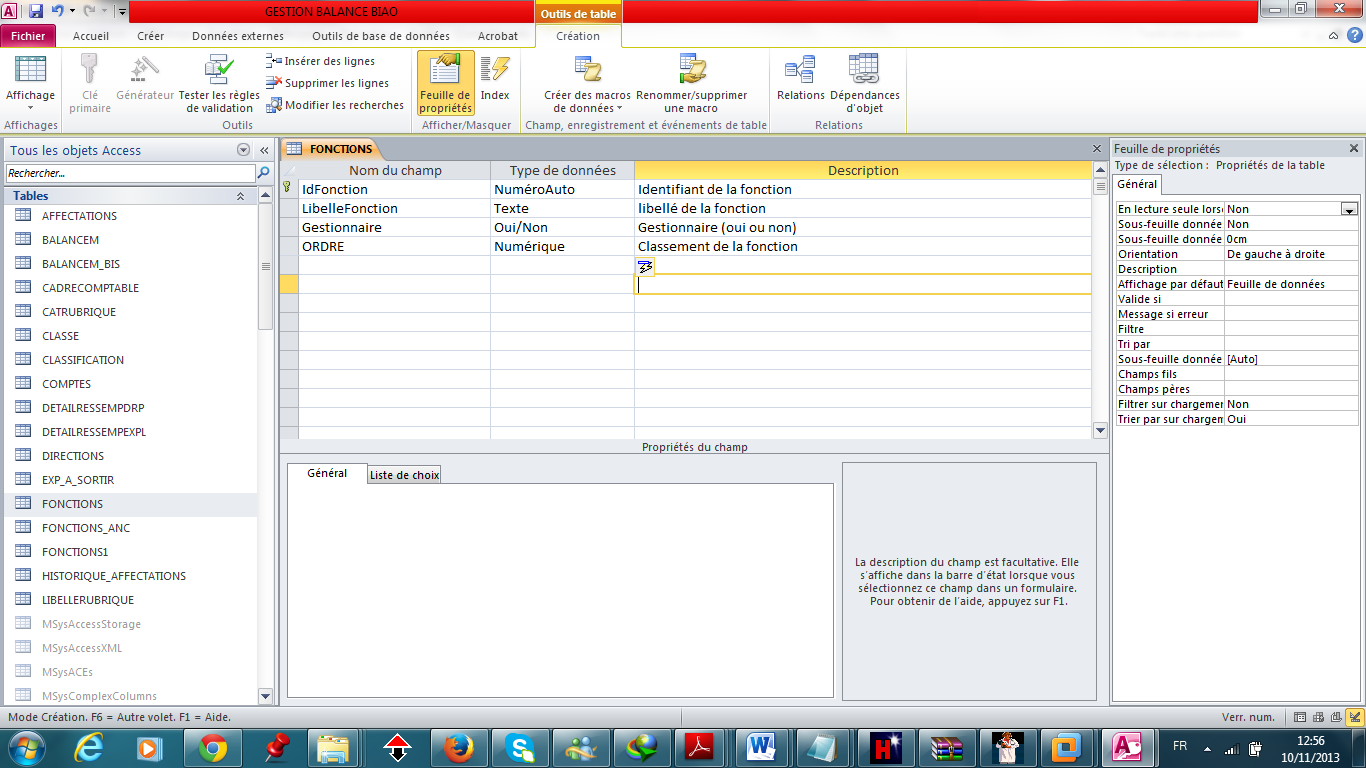 GESTION BALANCE BIAO
Outils de table
Fichier Accueil Créer Données externes Outils de base de données Acrobat Création
Affichage
Clé primaire
Générateur
Tester les règles de validation
Insérer des lignes
Supprimer les lignes
Modifier les recherches
Feuille de propriétés
Index
Créer des macros de données
Renommer/supprimer une macro
Relations
Dépendances d'objet
Affichages Outils Afficher/Masquer Champ, enregistrement et événements de table Relations
Tous les objets Access
Rechercher...
Tables
AFFECTATIONS
BALANCEM
BALANCEM_BIS
CADRECOMPTABLE
CATRUBRIQUE
CLASSE
CLASSIFICATION
COMPTES
DETAILRESSEMPDRP
DETAILRESSEMPEXPL
DIRECTIONS
EXP_A_SORTIR
FONCTIONS
FONCTIONS_ANC
FONCTIONS1
HISTORIQUE_AFFECTATIONS
LIBELLERUBRIQUE
MSysAccessStorage
MSysAccessXML
MSysACEs
MSysComplexColumns
FONCTIONS
Nom du champ Type de données Description
IdFonction NuméroAuto Identifiant de la fonction
LibelleFonction Texte libellé de la fonction
Gestionnaire Oui/Non Gestionnaire (oui ou non)
ORDRE Numérique Classement de la fonction
Propriétés du champ
Général Liste de choix
La description du champ est facultative. Elle
s'affiche dans la barre d'état lorsque vous
sélectionnez ce champ dans un formulaire.
Pour obtenir de l'aide, appuyez sur F1.
Feuille de propriétés
Type de sélection : Propriétés de la table
Général
En lecture seule lors Non
Sous-feuille donnée Non
Sous-feuille donnée 0cm
Orientation De gauche à droite
Description
Affichage par défaut Feuille de données
Valide si
Message si erreur
Filtre
Tri par
Sous-feuille donnée [Auto]
Champs fils
Champs pères
Filtrer sur chargemen Non
Trier par sur chargem Oui
Mode Création. F6 = Autre volet. F1 = Aide.
Verr. num.
FR
12:56
10/11/2013